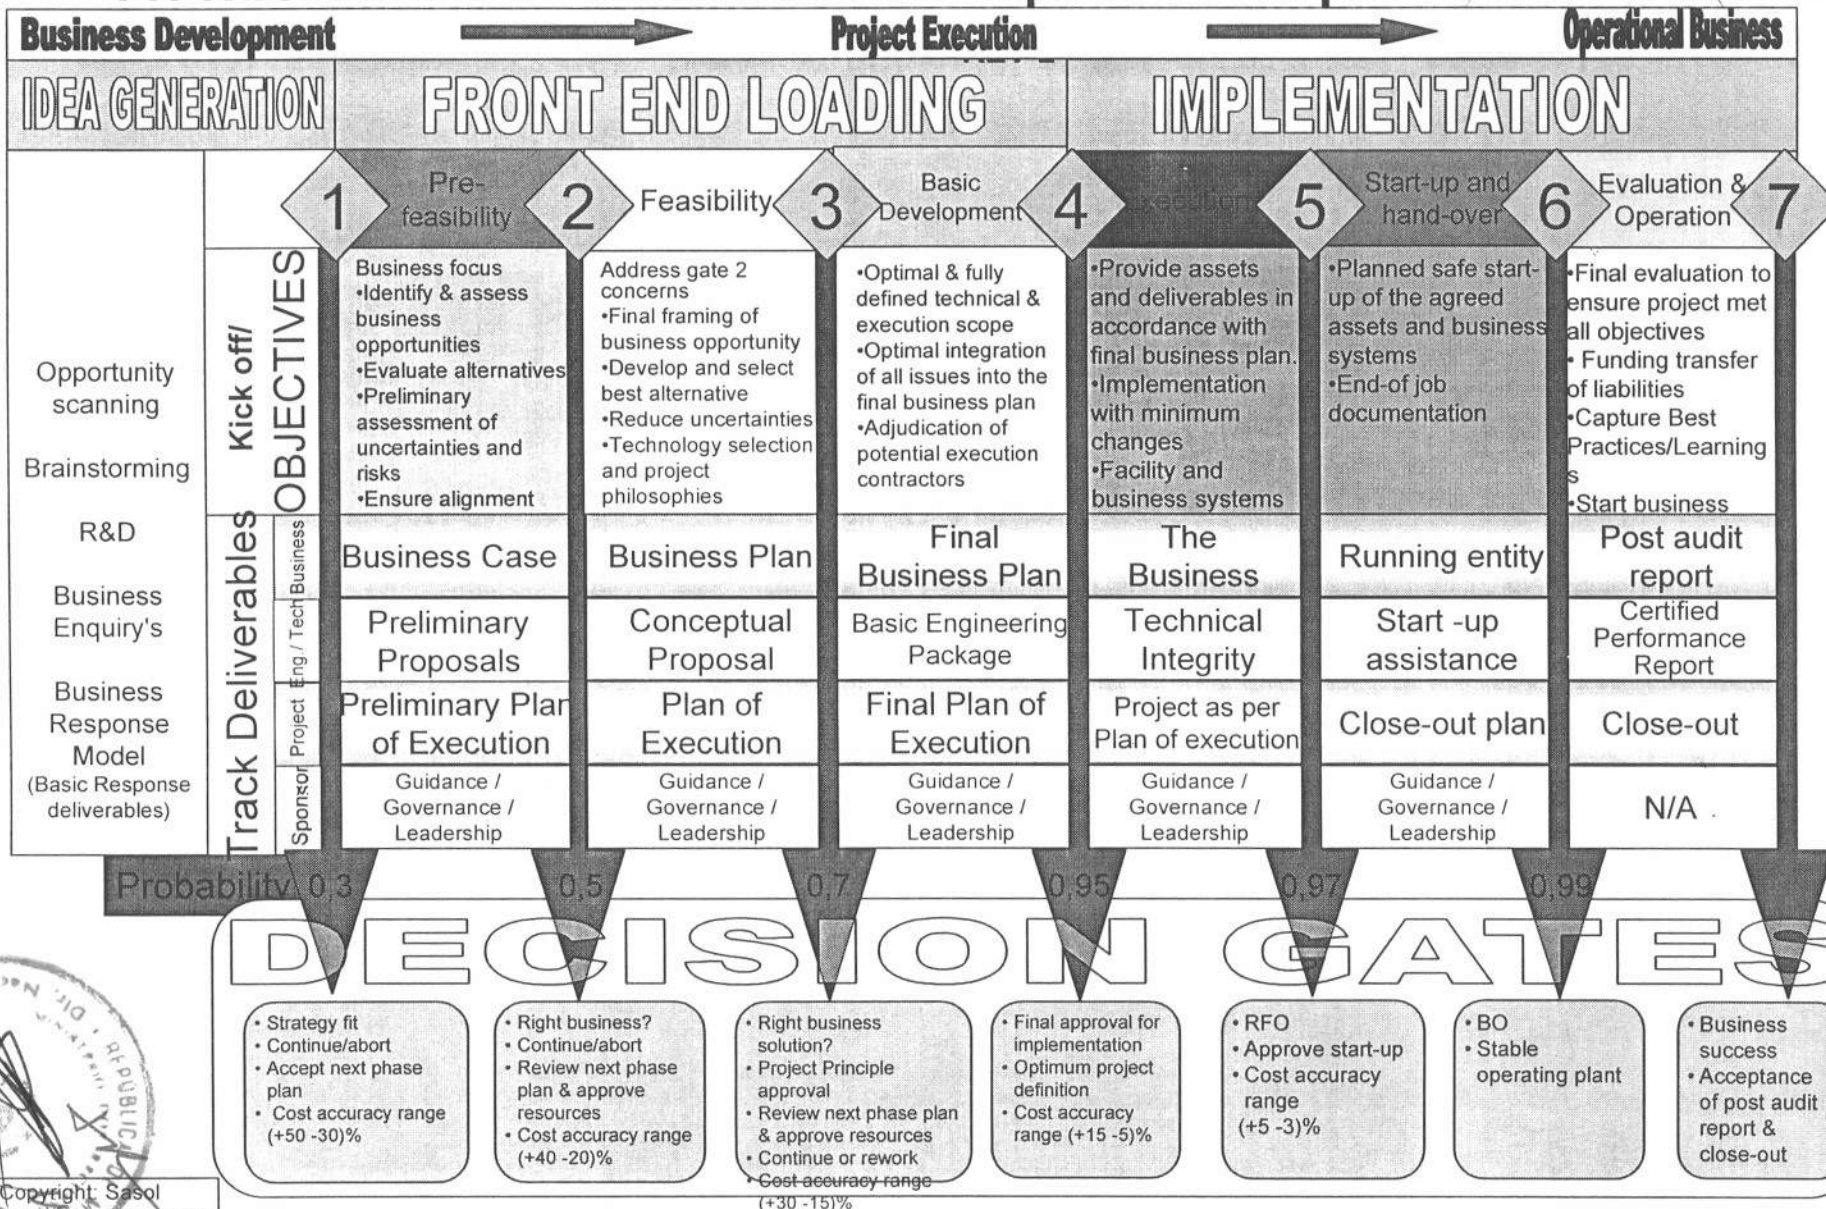 Business Development
Project Execution
Operational Business
IDEA GENERATION
FRONT END LOADING
IMPLEMENTATION
1
Pre-
feasibility
2
Feasibility
3
Basic
Development
4
5
Start-up and
hand-over
6
Evaluation &
Operation
7
Opportunity
scanning
Brainstorming
R&D
Business
Enquiry's
Business
Response
Model
(Basic Response
deliverables)
Kick off/
OBJECTIVES
Business focus
•Identify & assess
business
opportunities
•Evaluate alternatives
•Preliminary
assessment of
uncertainties and
risks
•Ensure alignment
Address gate 2
concerns
•Final framing of
business opportunity
•Develop and select
best alternative
•Reduce uncertainties
•Technology selection
and project
philosophies
•Optimal & fully
defined technical &
execution scope
•Optimal integration
of all issues into the
final business plan
•Adjudication of
potential execution
contractors
•Provide assets
and deliverables in
accordance with
final business plan.
•Implementation
with minimum
changes
•Facility and
business systems
•Planned safe start-
up of the agreed
assets and business
systems
•End-of job
documentation
•Final evaluation to
ensure project met
all objectives
• Funding transfer
of liabilities
•Capture Best
Practices/Learning
s
•Start business
Track Deliverables
Business
Business Case
Business Plan
Final
Business Plan
The
Business
Running entity
Post audit
report
Eng./ Tech
Preliminary
Proposals
Conceptual
Proposal
Basic Engineering
Package
Technical
Integrity
Start -up
assistance
Certified
Performance
Report
Project
Preliminary Plan
of Execution
Plan of
Execution
Final Plan of
Execution
Project as per
Plan of execution
Close-out plan
Close-out
Sponsor
Guidance /
Governance /
Leadership
Guidance /
Governance /
Leadership
Guidance /
Governance /
Leadership
Guidance /
Governance /
Leadership
Guidance /
Governance /
Leadership
N/A
Probability
0,3
0,5
0,7
0,95
0,97
0,99
DECISION GATES
• Strategy fit
• Continue/abort
• Accept next phase
plan
• Cost accuracy range
(+50 -30)%
• Right business?
• Continue/abort
• Review next phase
plan & approve
resources
• Cost accuracy range
(+40 -20)%
• Right business
solution?
• Project Principle
approval
• Review next phase plan
& approve resources
• Continue or rework
• Cost accuracy range
(+30 -15)%
• Final approval for
implementation
• Optimum project
definition
• Cost accuracy
range (+15 -5)%
• RFO
• Approve start-up
• Cost accuracy
range
(+5 -3)%
• BO
• Stable
operating plant
• Business
success
• Acceptance
of post audit
report &
close-out
REPUBLICA
Copyright: Sasol